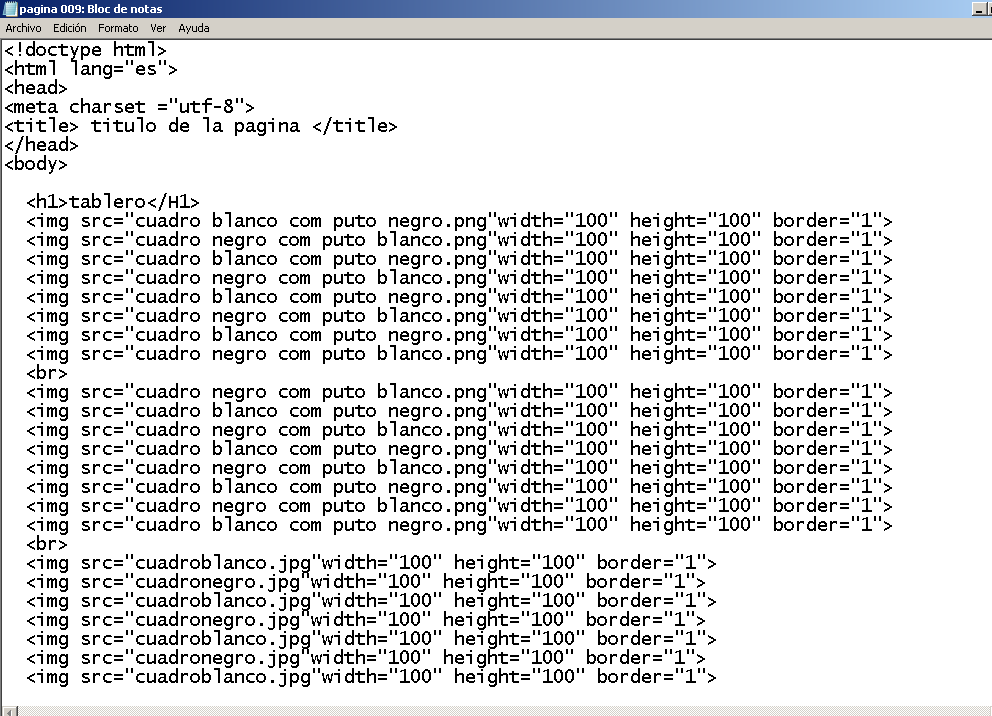 pagina 009: Bloc de notas
Archivo Edición Formato Ver Ayuda
<!doctype html>
<html lang="es">
<head>
<meta charset ="utf-8">
<title> titulo de la pagina </title>
</head>
<body>
<h1>tablero</H1>
<img src="cuadro blanco com puto negro.png"width="100" height="100" border="1">
<img src="cuadro negro com puto blanco.png"width="100" height="100" border="1">
<img src="cuadro blanco com puto negro.png"width="100" height="100" border="1">
<img src="cuadro negro com puto blanco.png"width="100" height="100" border="1">
<img src="cuadro blanco com puto negro.png"width="100" height="100" border="1">
<img src="cuadro negro com puto blanco.png"width="100" height="100" border="1">
<img src="cuadro blanco com puto negro.png"width="100" height="100" border="1">
<img src="cuadro negro com puto blanco.png"width="100" height="100" border="1">
<br>
<img src="cuadro negro com puto blanco.png"width="100" height="100" border="1">
<img src="cuadro blanco com puto negro.png"width="100" height="100" border="1">
<img src="cuadro negro com puto blanco.png"width="100" height="100" border="1">
<img src="cuadro blanco com puto negro.png"width="100" height="100" border="1">
<img src="cuadro negro com puto blanco.png"width="100" height="100" border="1">
<img src="cuadro blanco com puto negro.png"width="100" height="100" border="1">
<img src="cuadro negro com puto blanco.png"width="100" height="100" border="1">
<img src="cuadro blanco com puto negro.png"width="100" height="100" border="1">
<br>
<img src="cuadroblanco.jpg"width="100" height="100" border="1">
<img src="cuadronegro.jpg"width="100" height="100" border="1">
<img src="cuadroblanco.jpg"width="100" height="100" border="1">
<img src="cuadronegro.jpg"width="100" height="100" border="1">
<img src="cuadroblanco.jpg"width="100" height="100" border="1">
<img src="cuadronegro.jpg"width="100" height="100" border="1">
<img src="cuadroblanco.jpg"width="100" height="100" border="1">